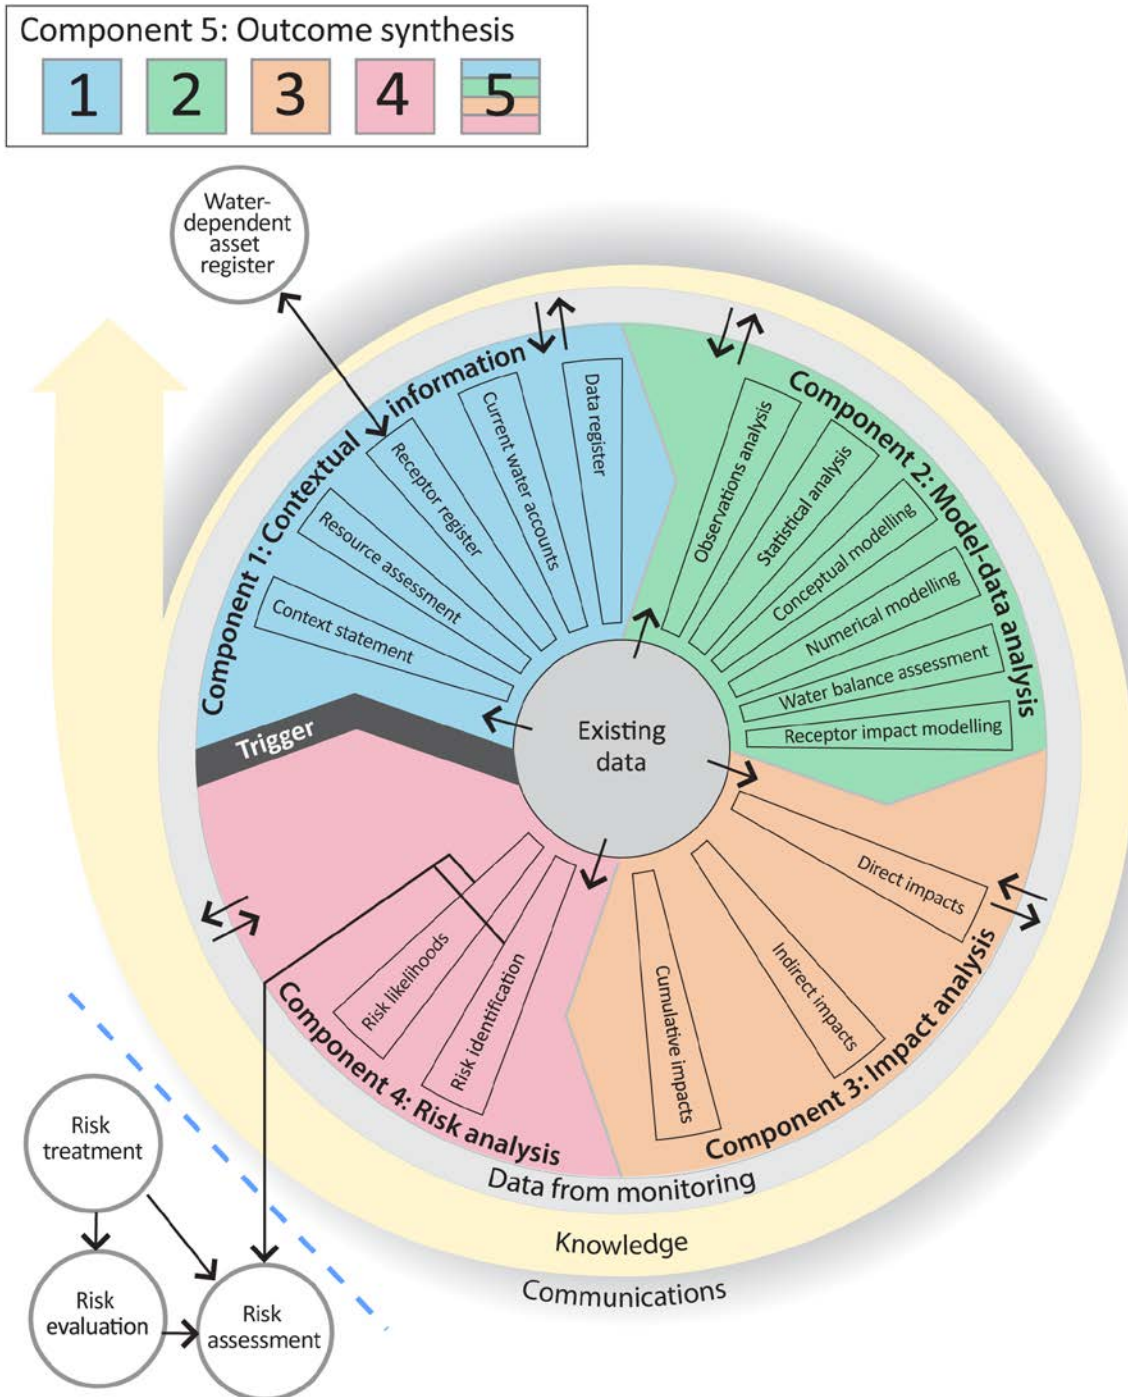 Component 5: Outcome synthesis
1 2 3 4 5
Water-
dependent
asset
register
Component 1: Contextual information
Context statement
Resource assessment
Receptor register
Current water accounts
Data register
Component 2: Model-data analysis
Observations analysis
Statistical analysis
Conceptual modelling
Numerical modelling
Water balance assessment
Receptor impact modelling
Trigger
Existing
data
Component 3: Impact analysis
Direct impacts
Indirect impacts
Cumulative impacts
Component 4: Risk analysis
Risk identification
Risk likelihoods
Data from monitoring
Knowledge
Communications
Risk
treatment
Risk
evaluation
Risk
assessment